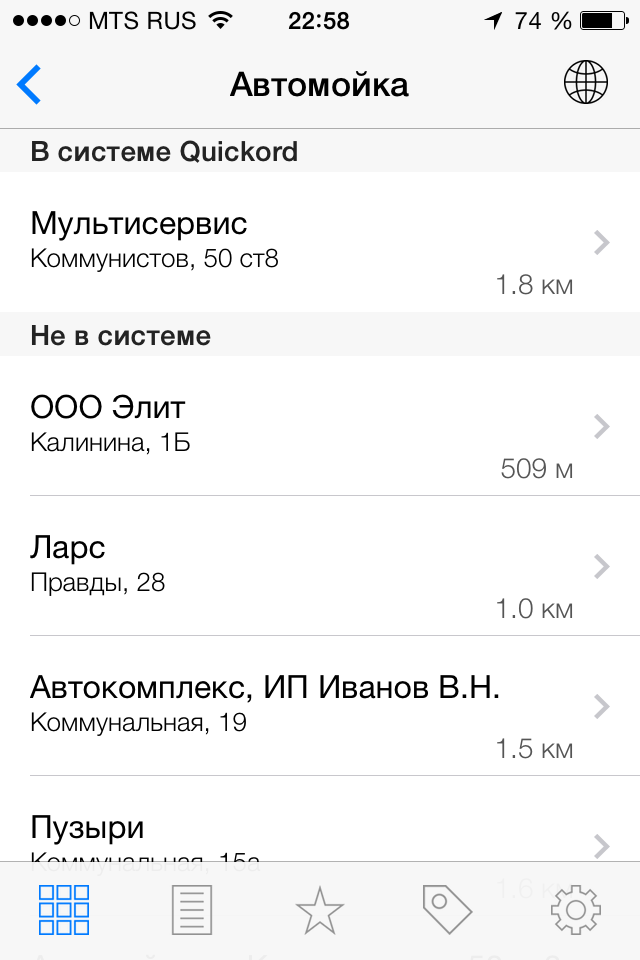 MTS RUS 22:58 74 %
Автомойка
В системе Quickord
Мультисервис
Коммунистов, 50 ст8
1.8 км
Не в системе
ООО Элит
Калинина, 1Б
509 м
Ларс
Правды, 28
1.0 км
Автокомплекс, ИП Иванов В.Н.
Коммунальная, 19
1.5 км
Пузыри
Коммунальная, 15а
1.6 км